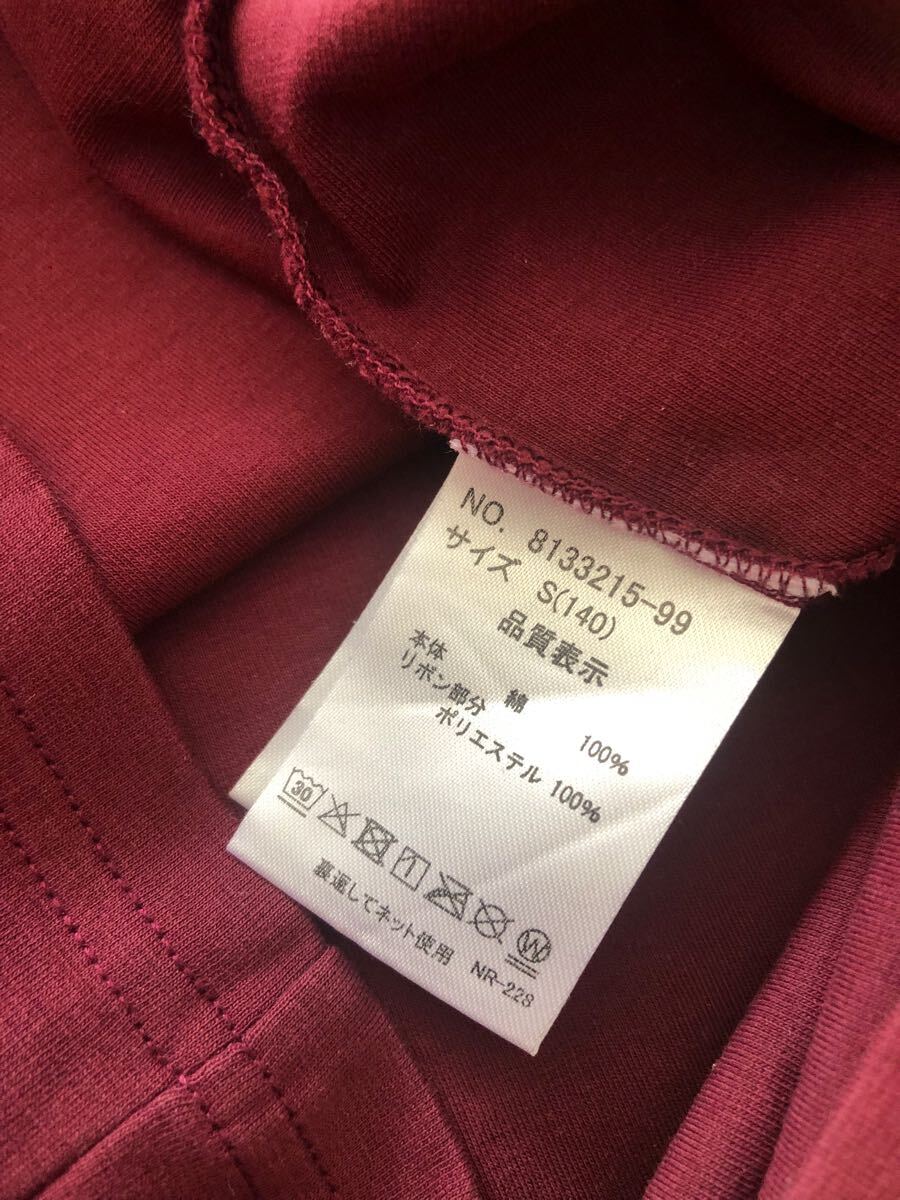 NO. 8133215-99
サイズ S(140)
品質表示
本体 綿 100%
リボン部分 ポリエステル 100%
30
W
裏返してネット使用 NR-228